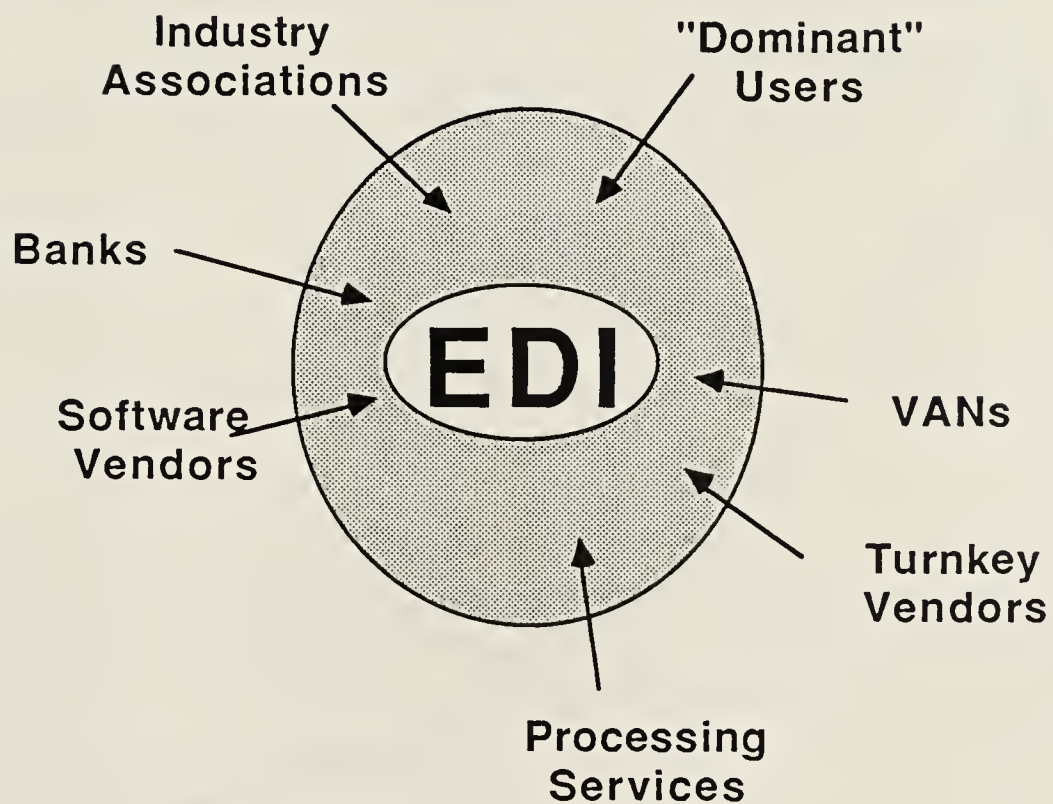 Industry
Associations
"Dominant"
Users
Banks
EDI
Software
Vendors
VANs
Turnkey
Vendors
Processing
Services